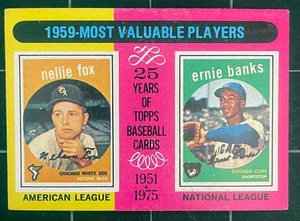 1959-MOST VALUABLE PLAYERS
nellie fox
CHICAGO WHITE SOX
SECOND BASE
AMERICAN LEAGUE
25
YEARS
OF
TOPPS
BASEBALL
CARDS
1951
1975
ernie banks
CHICAGO CUBS
SHORTSTOP
NATIONAL LEAGUE